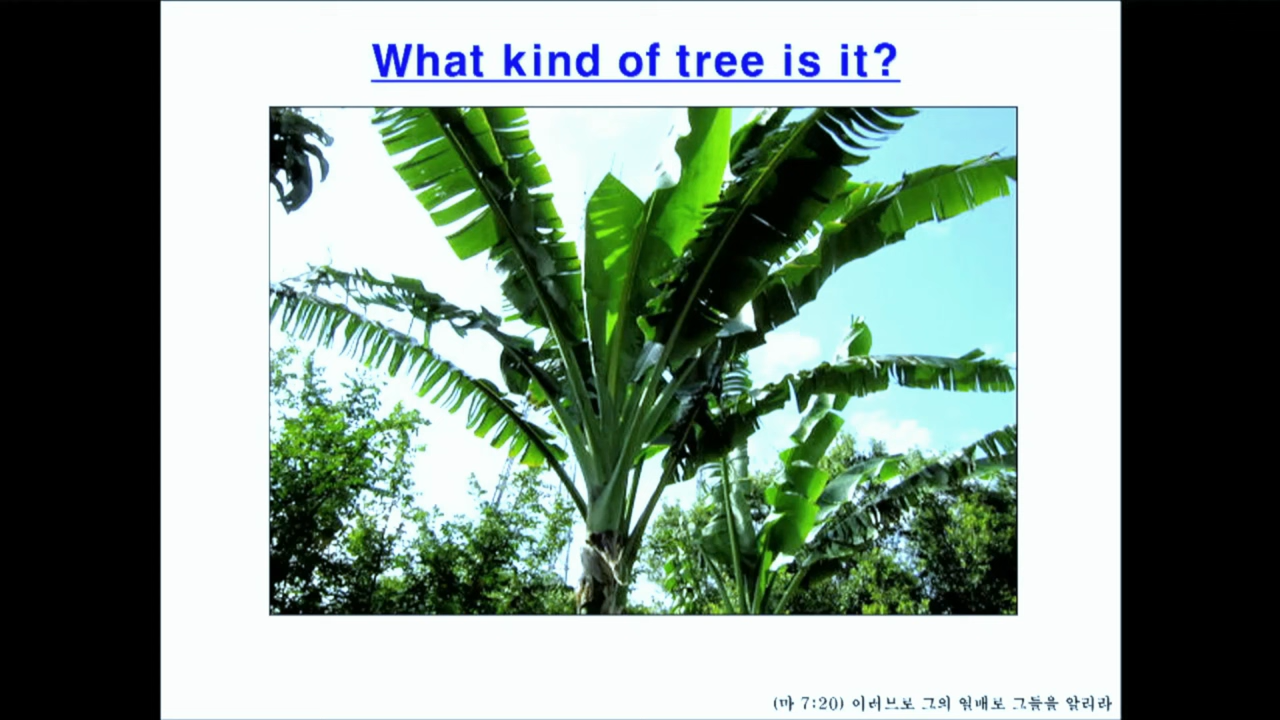 What kind of tree is it?
(마 7:20) 이러므로 그의 열매로 그들을 알리라